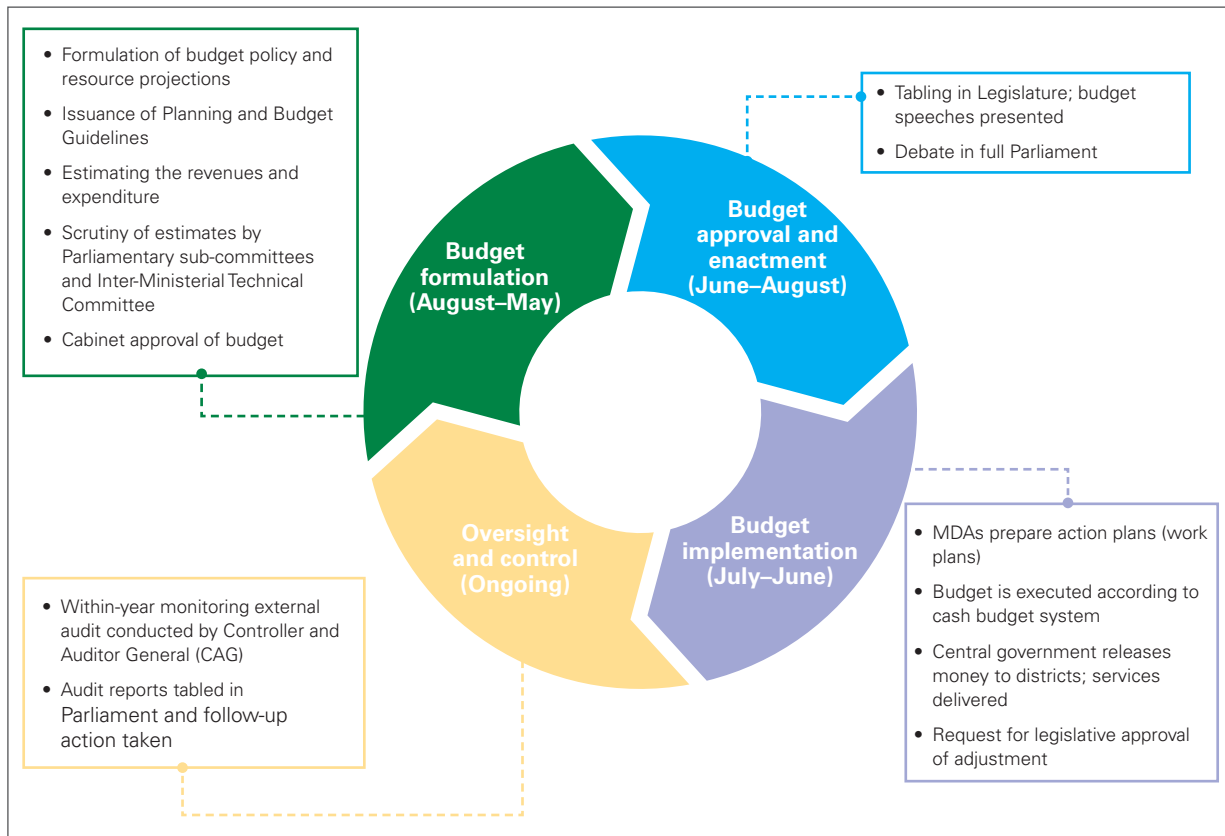 • Formulation of budget policy and
resource projections
• Issuance of Planning and Budget
Guidelines
• Estimating the revenues and
expenditure
• Scrutiny of estimates by
Parliamentary sub-committees
and Inter-Ministerial Technical
Committee
• Cabinet approval of budget
• Tabling in Legislature; budget
speeches presented
• Debate in full Parliament
Budget
formulation
(August–May)
Budget
approval and
enactment
(June–August)
Oversight
and control
(Ongoing)
Budget
implementation
(July–June)
• Within-year monitoring external
audit conducted by Controller and
Auditor General (CAG)
• Audit reports tabled in
Parliament and follow-up
action taken
• MDAs prepare action plans (work
plans)
• Budget is executed according to
cash budget system
• Central government releases
money to districts; services
delivered
• Request for legislative approval
of adjustment